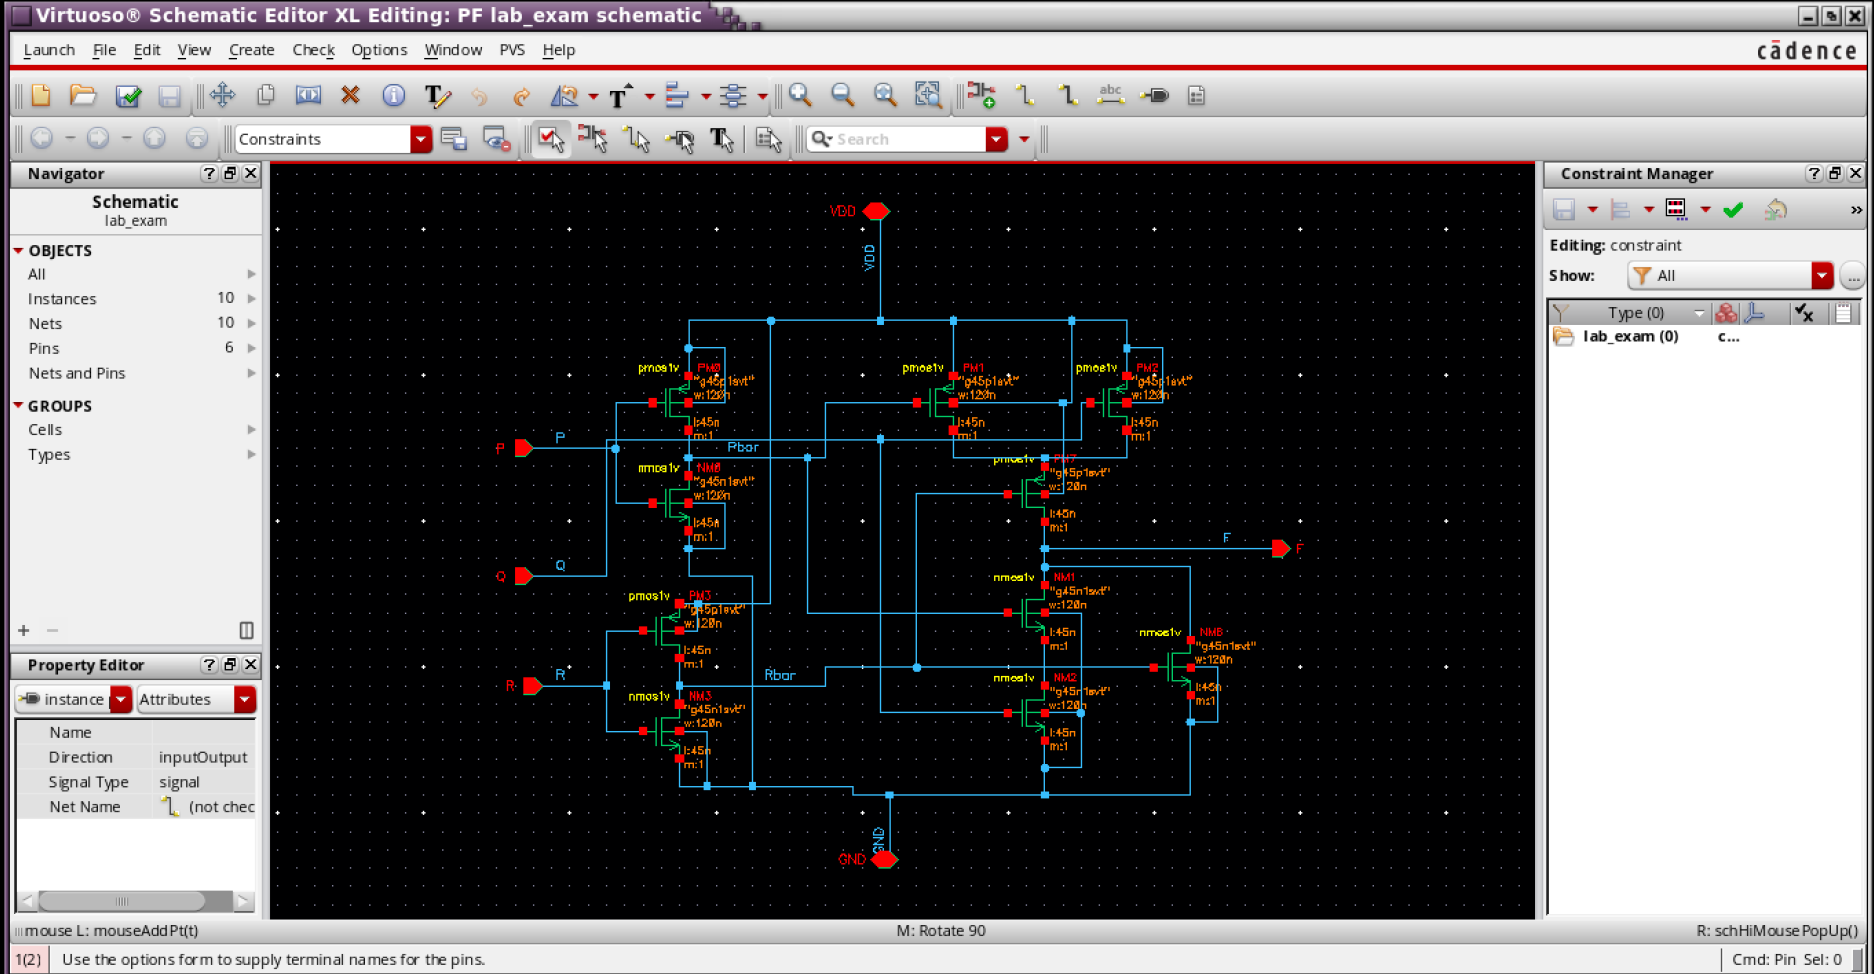 Virtuoso® Schematic Editor XL Editing: PF lab_exam schematic
Launch File Edit View Create Check Options Window PVS Help
cādence
abc
Constraints
Search
Navigator
Schematic
lab_exam
OBJECTS
All
Instances 10
Nets 10
Pins 6
Nets and Pins
GROUPS
Cells
Types
Property Editor
instance Attributes
Name
Direction inputOutput
Signal Type signal
Net Name (not chec
VDD
VDD
pmos1v PM0
"g45p1svt"
w:120n
l:45n
m:1
pmos1v PM1
"g45p1svt"
w:120n
l:45n
m:1
pmos1v PM2
"g45p1svt"
w:120n
l:45n
m:1
P P
Rbar
nmos1v NM0
"g45n1svt"
w:120n
l:45n
m:1
pmos1v PM7
"g45p1svt"
w:120n
l:45n
m:1
F F
Q Q
pmos1v PM3
"g45p1svt"
w:120n
l:45n
m:1
nmos1v NM1
"g45n1svt"
w:120n
l:45n
m:1
nmos1v NM8
"g45n1svt"
w:120n
l:45n
m:1
R R
Rbar
nmos1v NM3
"g45n1svt"
w:120n
l:45n
m:1
nmos1v NM2
"g45n1svt"
w:120n
l:45n
m:1
GND
GND
Constraint Manager
Editing: constraint
Show: All ...
Type (0)
lab_exam (0) c...
mouse L: mouseAddPt(t) M: Rotate 90 R: schHiMousePopUp()
1(2) Use the options form to supply terminal names for the pins. Cmd: Pin Sel: 0